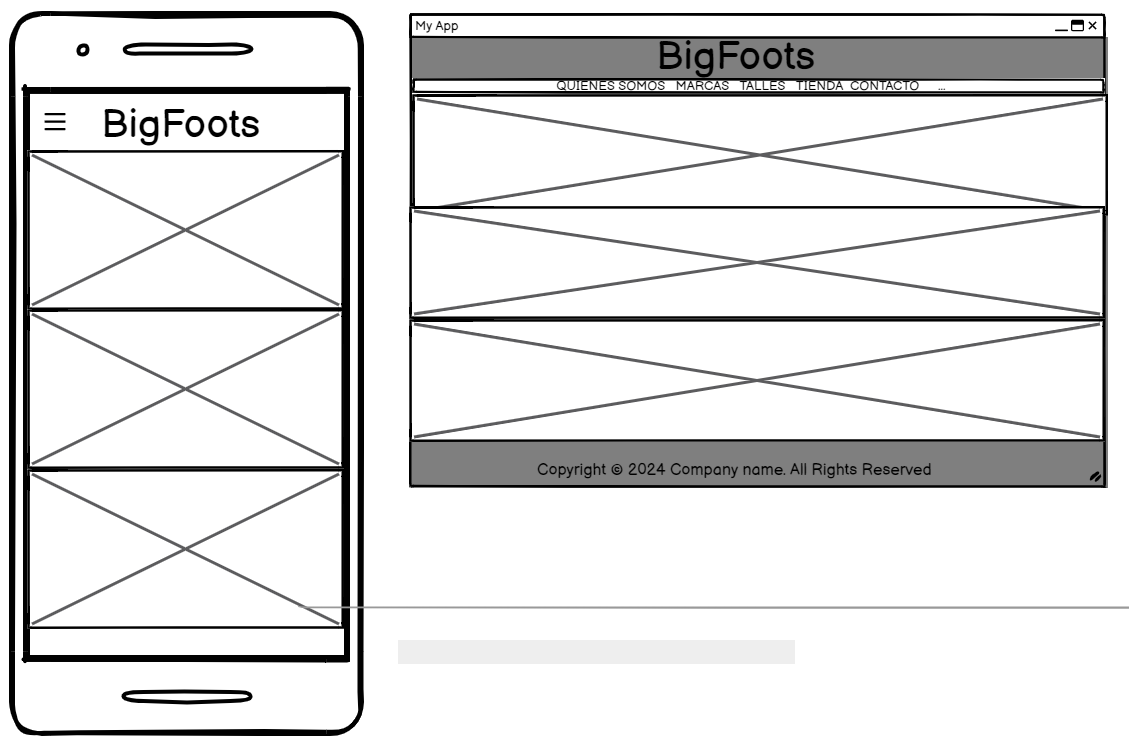 BigFoots
My App
BigFoots
QUIENES SOMOS MARCAS TALLES TIENDA CONTACTO ...
Copyright © 2024 Company name. All Rights Reserved